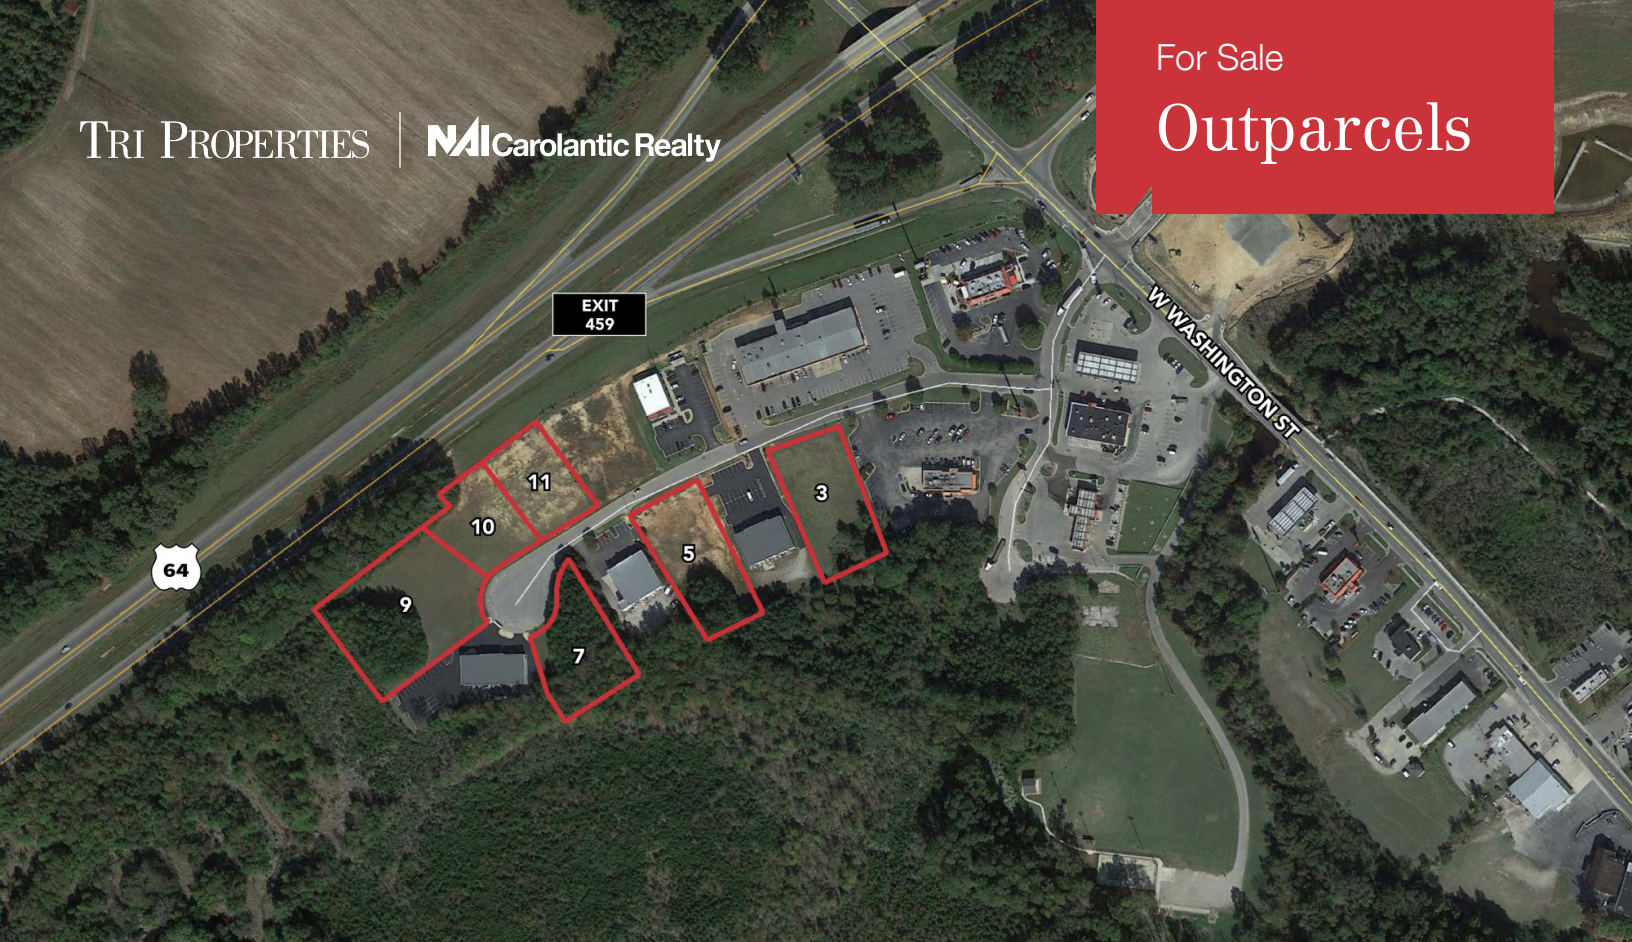 For Sale
Outparcels
TRI PROPERTIES
NAI Carolantic Realty
EXIT
459
W WASHINGTON ST
11
10
3
5
64
9
7